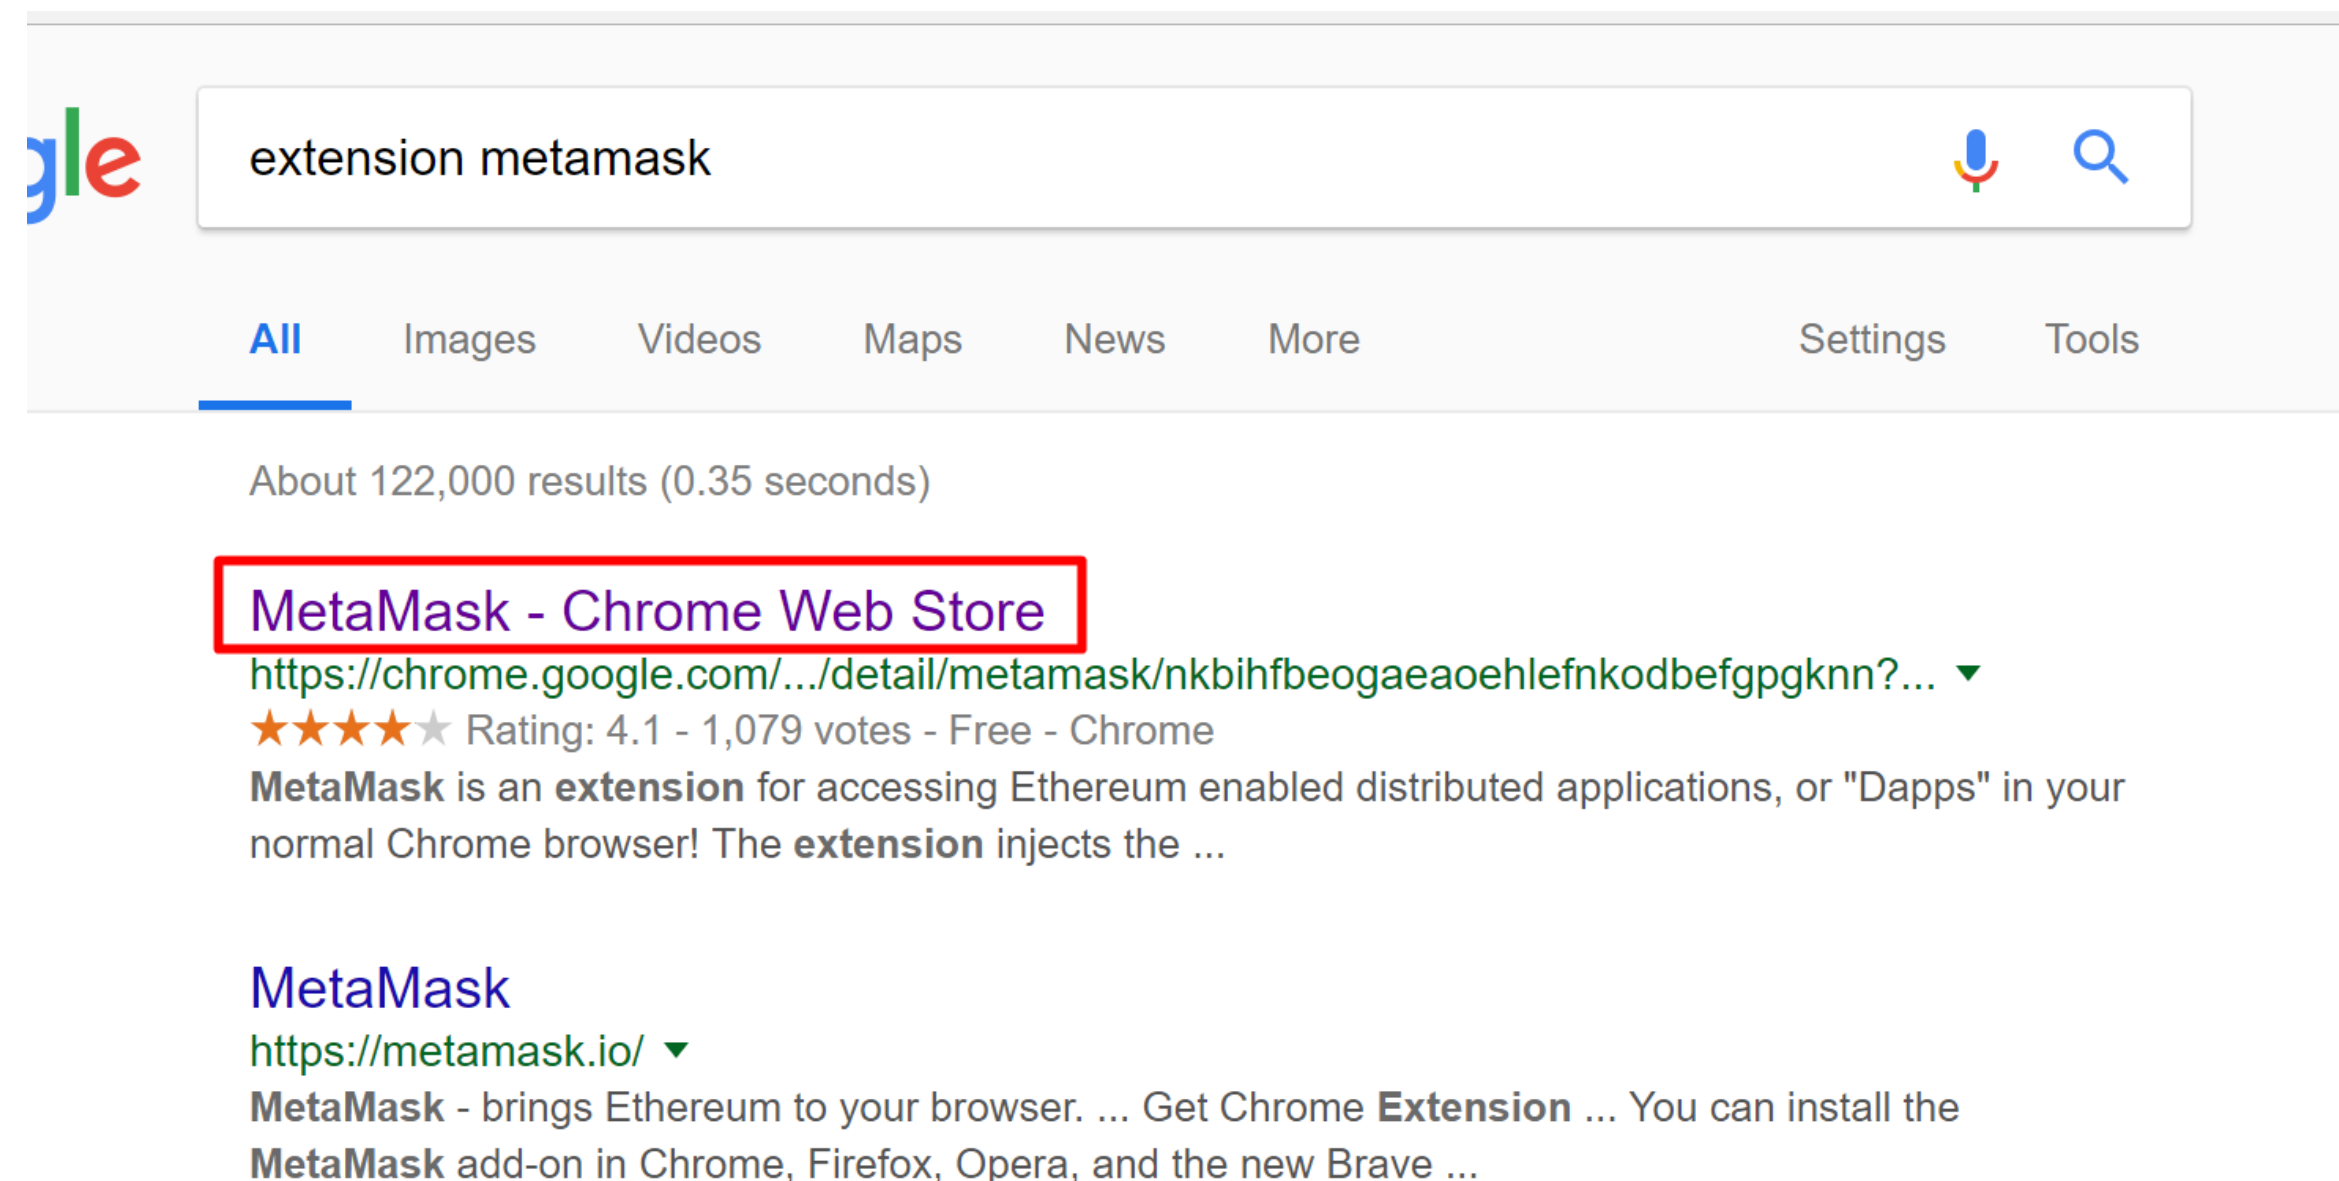 gle
extension metamask
All Images Videos Maps News More Settings Tools
About 122,000 results (0.35 seconds)
MetaMask - Chrome Web Store
https://chrome.google.com/.../detail/metamask/nkbihfbeogaeaoehlefnkodbefgpgknn?...
Rating: 4.1 - 1,079 votes - Free - Chrome
MetaMask is an extension for accessing Ethereum enabled distributed applications, or "Dapps" in your
normal Chrome browser! The extension injects the ...
MetaMask
https://metamask.io/
MetaMask - brings Ethereum to your browser. ... Get Chrome Extension ... You can install the
MetaMask add-on in Chrome, Firefox, Opera, and the new Brave ...